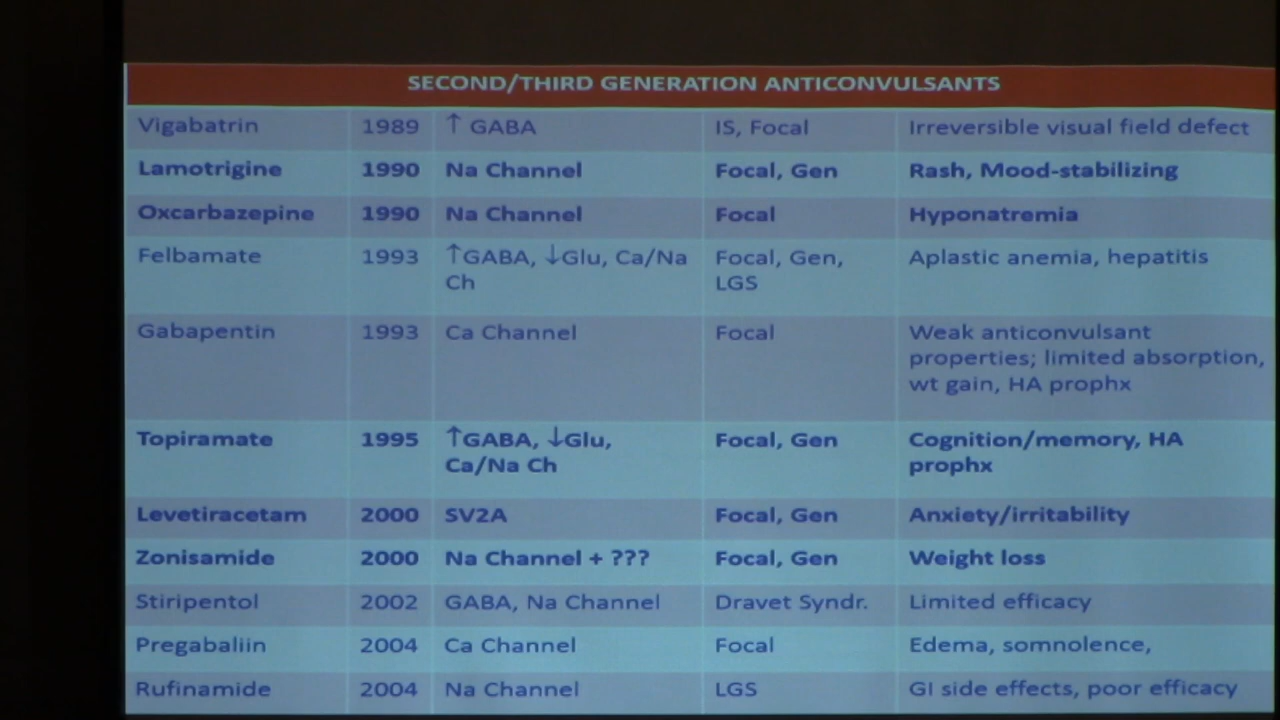 SECOND/THIRD GENERATION ANTICONVULSANTS
Vigabatrin 1989 ↑ GABA IS, Focal Irreversible visual field defect
Lamotrigine 1990 Na Channel Focal, Gen Rash, Mood-stabilizing
Oxcarbazepine 1990 Na Channel Focal Hyponatremia
Felbamate 1993 ↑GABA, ↓Glu, Ca/Na Focal, Gen, Aplastic anemia, hepatitis
Ch LGS
Gabapentin 1993 Ca Channel Focal Weak anticonvulsant
properties; limited absorption,
wt gain, HA prophx
Topiramate 1995 ↑GABA, ↓Glu, Focal, Gen Cognition/memory, HA
Ca/Na Ch prophx
Levetiracetam 2000 SV2A Focal, Gen Anxiety/irritability
Zonisamide 2000 Na Channel + ??? Focal, Gen Weight loss
Stiripentol 2002 GABA, Na Channel Dravet Syndr. Limited efficacy
Pregabaliin 2004 Ca Channel Focal Edema, somnolence,
Rufinamide 2004 Na Channel LGS GI side effects, poor efficacy